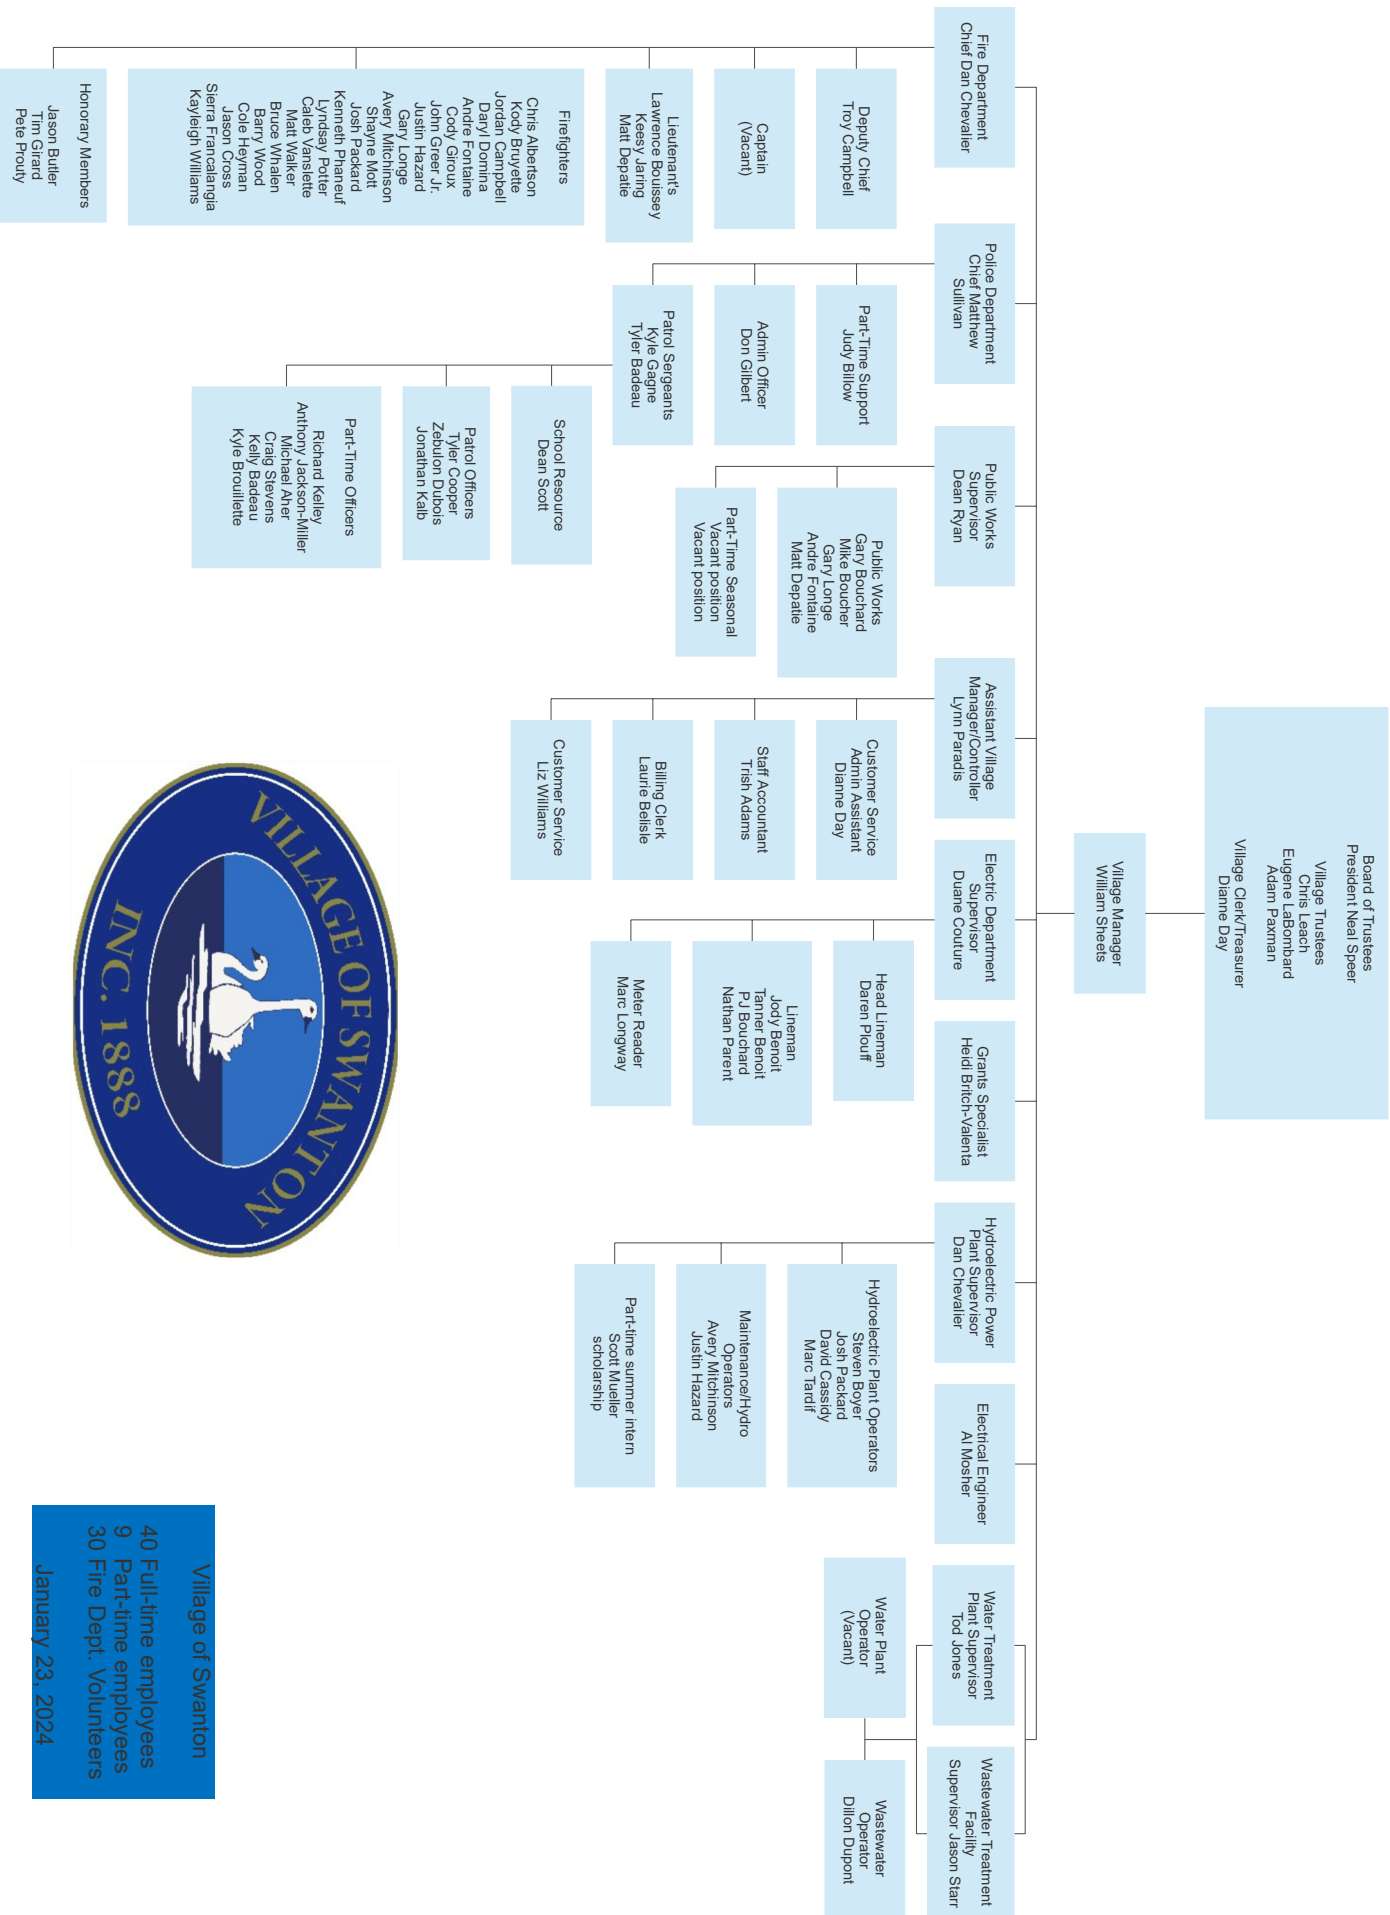 Board of Trustees
President Neal Speer
Village Trustees
Chris Leach
Eugene LaBombard
Adam Paxman
Village Clerk/Treasurer
Dianne Day
Village Manager
William Sheets
Fire Department
Chief Dan Chevalier
Deputy Chief
Troy Campbell
Captain
(Vacant)
Lieutenant's
Lawrence Bouissey
Keesy Jaring
Matt Depatie
Firefighters
Chris Albertson
Kody Bruyette
Jordan Campbell
Daryl Domina
Andre Fontaine
Cody Giroux
John Greer Jr.
Justin Hazard
Gary Longe
Avery Mitchinson
Shayne Mott
Josh Packard
Kenneth Phaneuf
Lyndsay Potter
Caleb Vanslette
Matt Walker
Bruce Whalen
Barry Wood
Cole Heyman
Jason Cross
Sierra Francalangia
Kayleigh Williams
Honorary Members
Jason Butler
Tim Girard
Pete Prouty
Police Department
Chief Matthew
Sullivan
Part-Time Support
Judy Billow
Admin Officer
Don Gilbert
Patrol Sergeants
Kyle Gagne
Tyler Badeau
School Resource
Dean Scott
Patrol Officers
Tyler Cooper
Zebulon Dubois
Jonathan Kalb
Part-Time Officers
Richard Kelley
Anthony Jackson-Miller
Michael Aher
Craig Stevens
Kelly Badeau
Kyle Brouillette
Public Works
Supervisor
Dean Ryan
Public Works
Gary Bouchard
Mike Boucher
Gary Longe
Andre Fontaine
Matt Depatie
Part-Time Seasonal
Vacant position
Vacant position
Assistant Village
Manager/Controller
Lynn Paradis
Customer Service
Admin Assistant
Dianne Day
Staff Accountant
Trish Adams
Billing Clerk
Laurie Belisle
Customer Service
Liz Williams
Electric Department
Supervisor
Duane Couture
Head Lineman
Daren Plouff
Lineman
Jody Benoit
Tanner Benoit
PJ Bouchard
Nathan Parent
Meter Reader
Marc Longway
Grants Specialist
Heidi Britch-Valenta
Hydroelectric Power
Plant Supervisor
Dan Chevalier
Hydroelectric Plant Operators
Steven Boyer
Josh Packard
David Cassidy
Marc Tardif
Maintenance/Hydro
Operators
Avery Mitchinson
Justin Hazard
Part-time summer intern
Scott Mueller
scholarship
Electrical Engineer
Al Mosher
Water Treatment
Plant Supervisor
Tod Jones
Wastewater Treatment
Facility
Supervisor Jason Starr
Water Plant
Operator
(Vacant)
Wastewater
Operator
Dillon Dupont
VILLAGE OF SWANTON
INC. 1888
Village of Swanton
40 Full-time employees
9 Part-time employees
30 Fire Dept. Volunteers
January 23, 2024